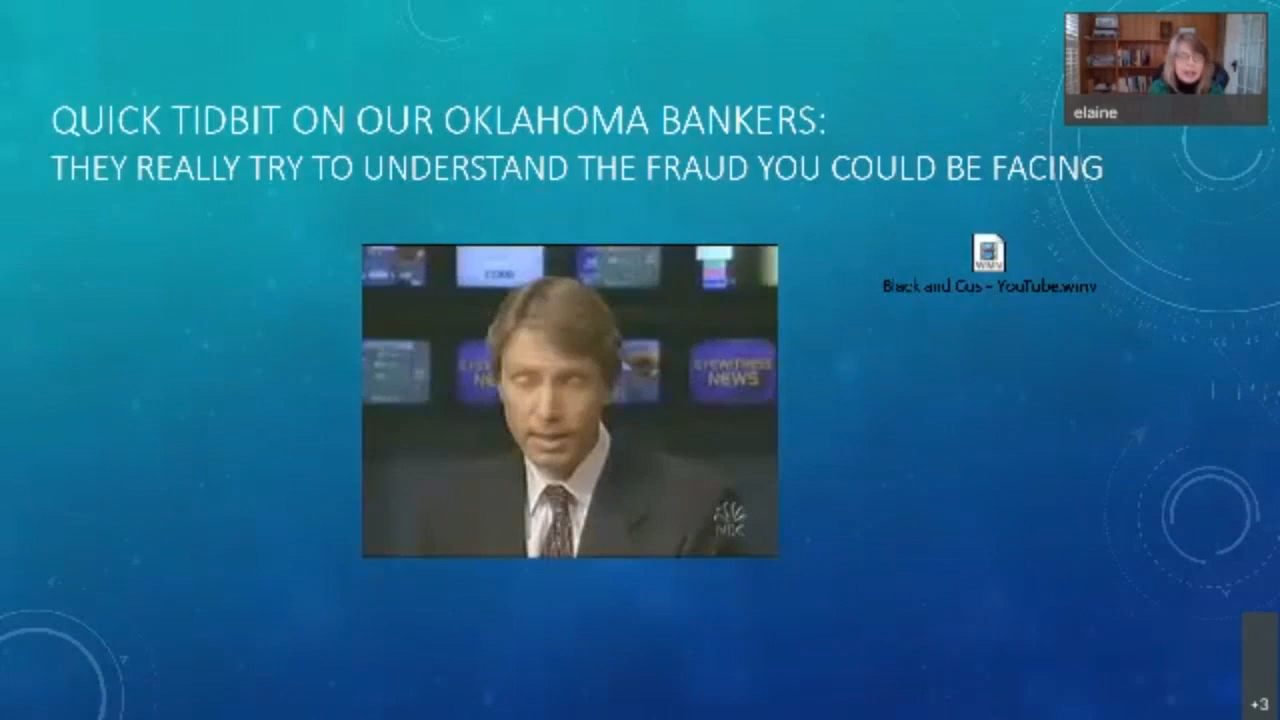 QUICK TIDBIT ON OUR OKLAHOMA BANKERS:
THEY REALLY TRY TO UNDERSTAND THE FRAUD YOU COULD BE FACING
elaine
WMV
Black and Gus - YouTube.wmv
EYEWITNESS
NEWS
NBC
+3